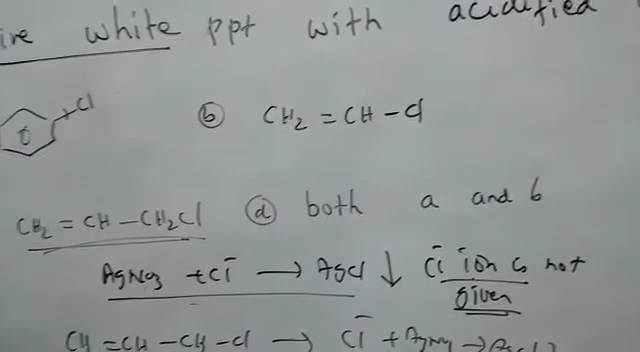 ire white ppt with acidified
Cl
ⓑ CH₂ = CH - Cl
CH₂ = CH - CH₂Cl ⓓ both a and b
AgNO₃ + Cl⁻ → AgCl ↓ Cl⁻ ion is not
given
CH = CH - CH - Cl → Cl⁻ + AgNO₃ →